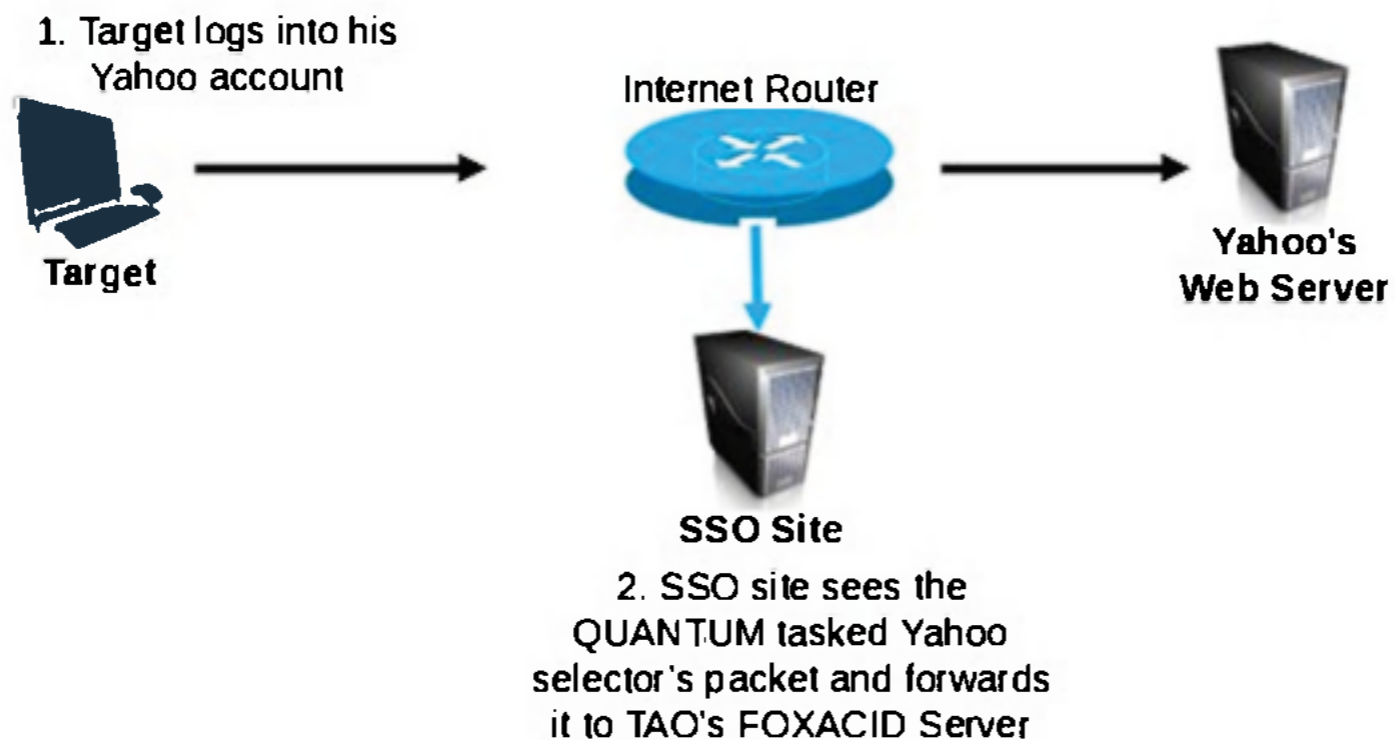 1. Target logs into his
Yahoo account
Target
Internet Router
Yahoo's
Web Server
SSO Site
2. SSO site sees the
QUANTUM tasked Yahoo
selector's packet and forwards
it to TAO's FOXACID Server